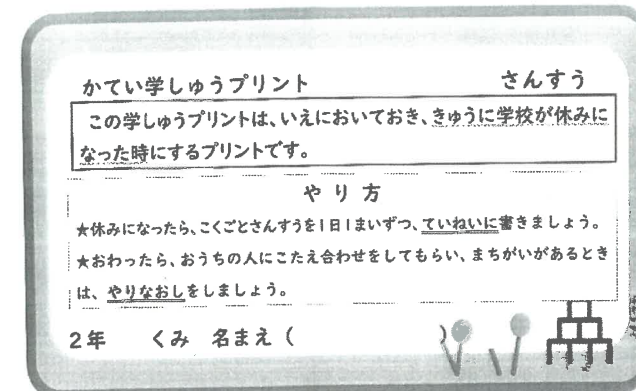 かてい学しゅうプリント　さんすう
この学しゅうプリントは、いえにおいておき、きゅうに学校が休みに
なった時にするプリントです。
やり方
★休みになったら、こくごとさんすうを1日1まいずつ、ていねいに書きましょう。
★おわったら、おうちの人にこたえ合わせをしてもらい、まちがいがあるとき
は、やりなおしをしましょう。
2年　くみ　名まえ（　）